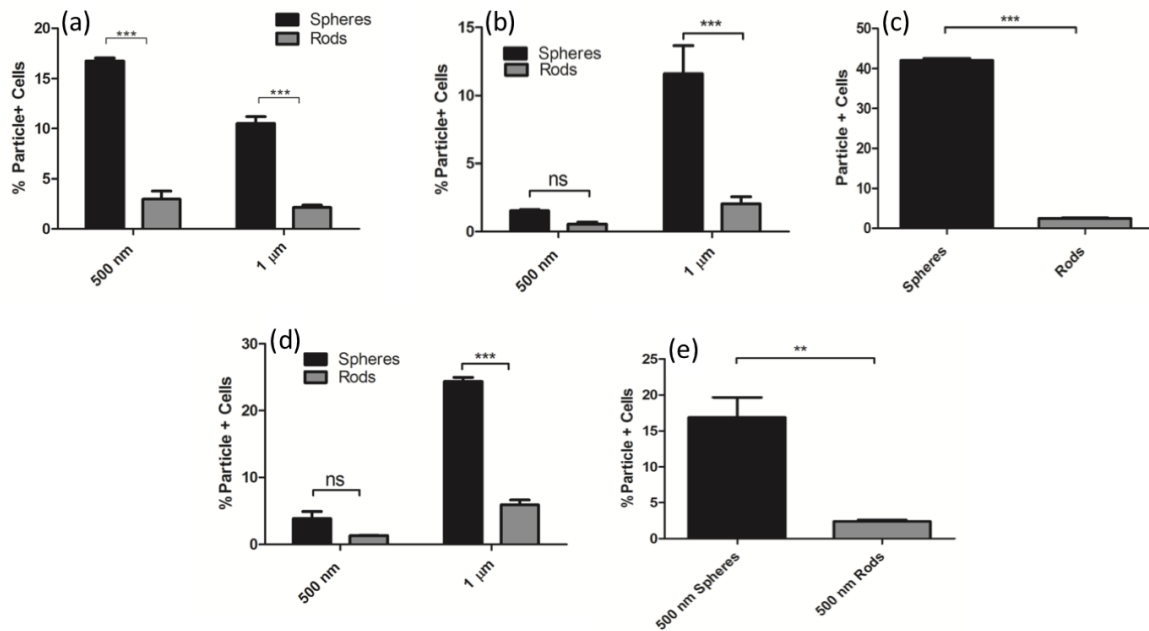 (a)
Spheres
Rods
***
***
20
15
10
5
0
% Particle+ Cells
500 nm
1 μm
(b)
Spheres
Rods
***
ns
15
10
5
0
% Particle+ Cells
500 nm
1 μm
(c)
***
50
40
30
20
10
0
Particle + Cells
Spheres
Rods
(d)
Spheres
Rods
***
ns
30
20
10
0
% Particle + Cells
500 nm
1 μm
(e)
**
25
20
15
10
5
0
% Particle + Cells
500 nm Spheres
500 nm Rods